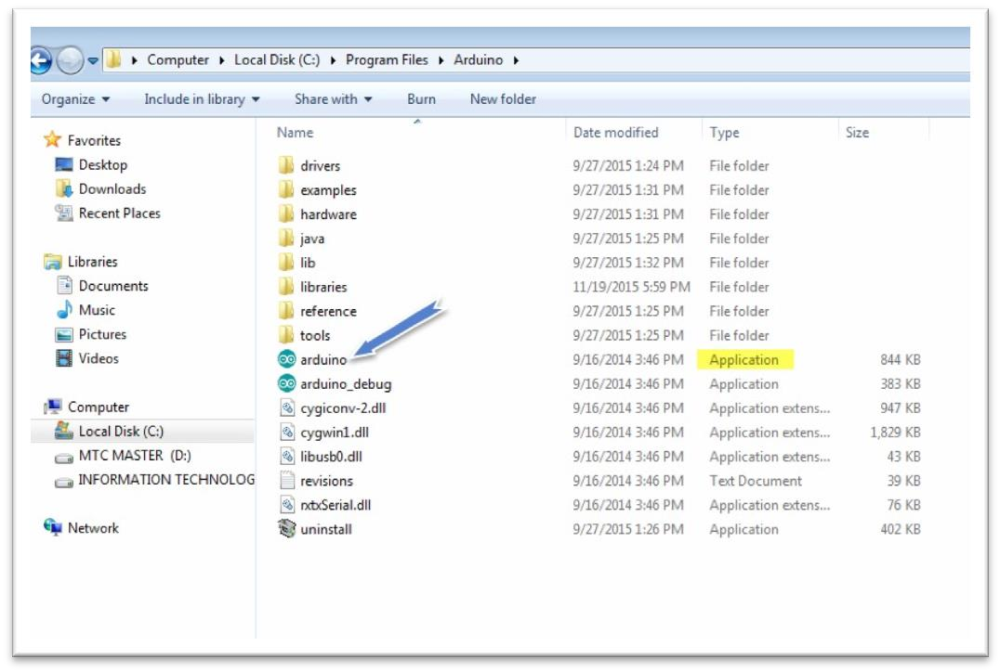 Computer Local Disk (C:) Program Files Arduino
Organize Include in library Share with Burn New folder
Favorites
Desktop
Downloads
Recent Places
Libraries
Documents
Music
Pictures
Videos
Computer
Local Disk (C:)
MTC MASTER (D:)
INFORMATION TECHNOLOG
Network
Name Date modified Type Size
drivers 9/27/2015 1:24 PM File folder
examples 9/27/2015 1:31 PM File folder
hardware 9/27/2015 1:31 PM File folder
java 9/27/2015 1:25 PM File folder
lib 9/27/2015 1:32 PM File folder
libraries 11/19/2015 5:59 PM File folder
reference 9/27/2015 1:25 PM File folder
tools 9/27/2015 1:25 PM File folder
arduino 9/16/2014 3:46 PM Application 844 KB
arduino_debug 9/16/2014 3:46 PM Application 383 KB
cygiconv-2.dll 9/16/2014 3:46 PM Application extens... 947 KB
cygwin1.dll 9/16/2014 3:46 PM Application extens... 1,829 KB
libusb0.dll 9/16/2014 3:46 PM Application extens... 43 KB
revisions 9/16/2014 3:46 PM Text Document 39 KB
rxtxSerial.dll 9/16/2014 3:46 PM Application extens... 76 KB
uninstall 9/27/2015 1:26 PM Application 402 KB